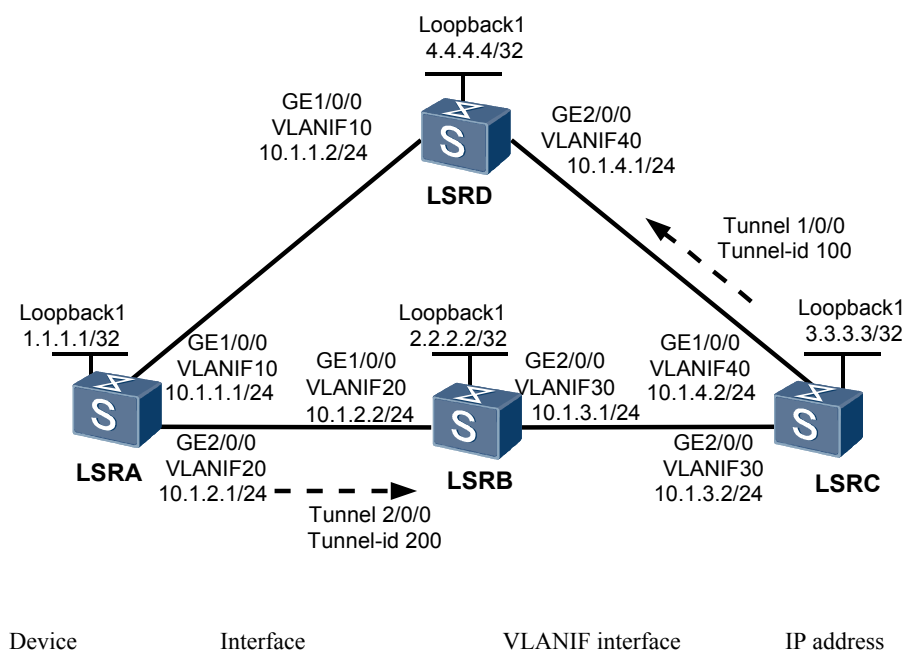 Loopback1
4.4.4.4/32
GE1/0/0
VLANIF10
10.1.1.2/24
GE2/0/0
VLANIF40
10.1.4.1/24
S
LSRD
Tunnel 1/0/0
Tunnel-id 100
Loopback1
1.1.1.1/32
Loopback1
2.2.2.2/32
Loopback1
3.3.3.3/32
GE1/0/0
VLANIF10
10.1.1.1/24
GE1/0/0
VLANIF20
10.1.2.2/24
GE2/0/0
VLANIF30
10.1.3.1/24
GE1/0/0
VLANIF40
10.1.4.2/24
S
S
S
LSRA
GE2/0/0
VLANIF20
10.1.2.1/24
LSRB
GE2/0/0
VLANIF30
10.1.3.2/24
LSRC
Tunnel 2/0/0
Tunnel-id 200
Device Interface VLANIF interface IP address